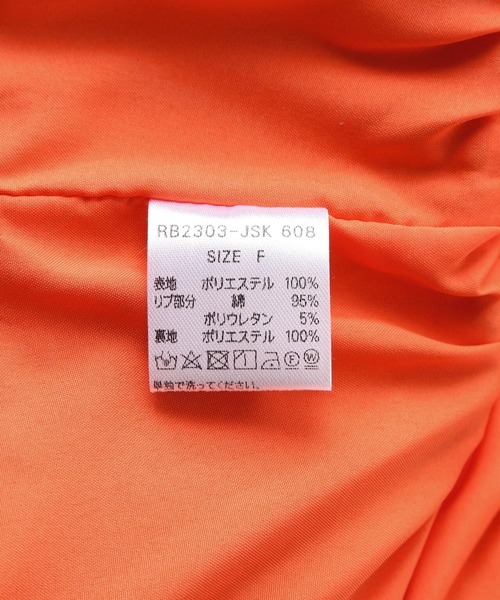 RB2303-JSK 608
SIZE F
表地 ポリエステル 100%
リブ部分 綿 95%
ポリウレタン 5%
裏地 ポリエステル 100%
単独で洗ってください。